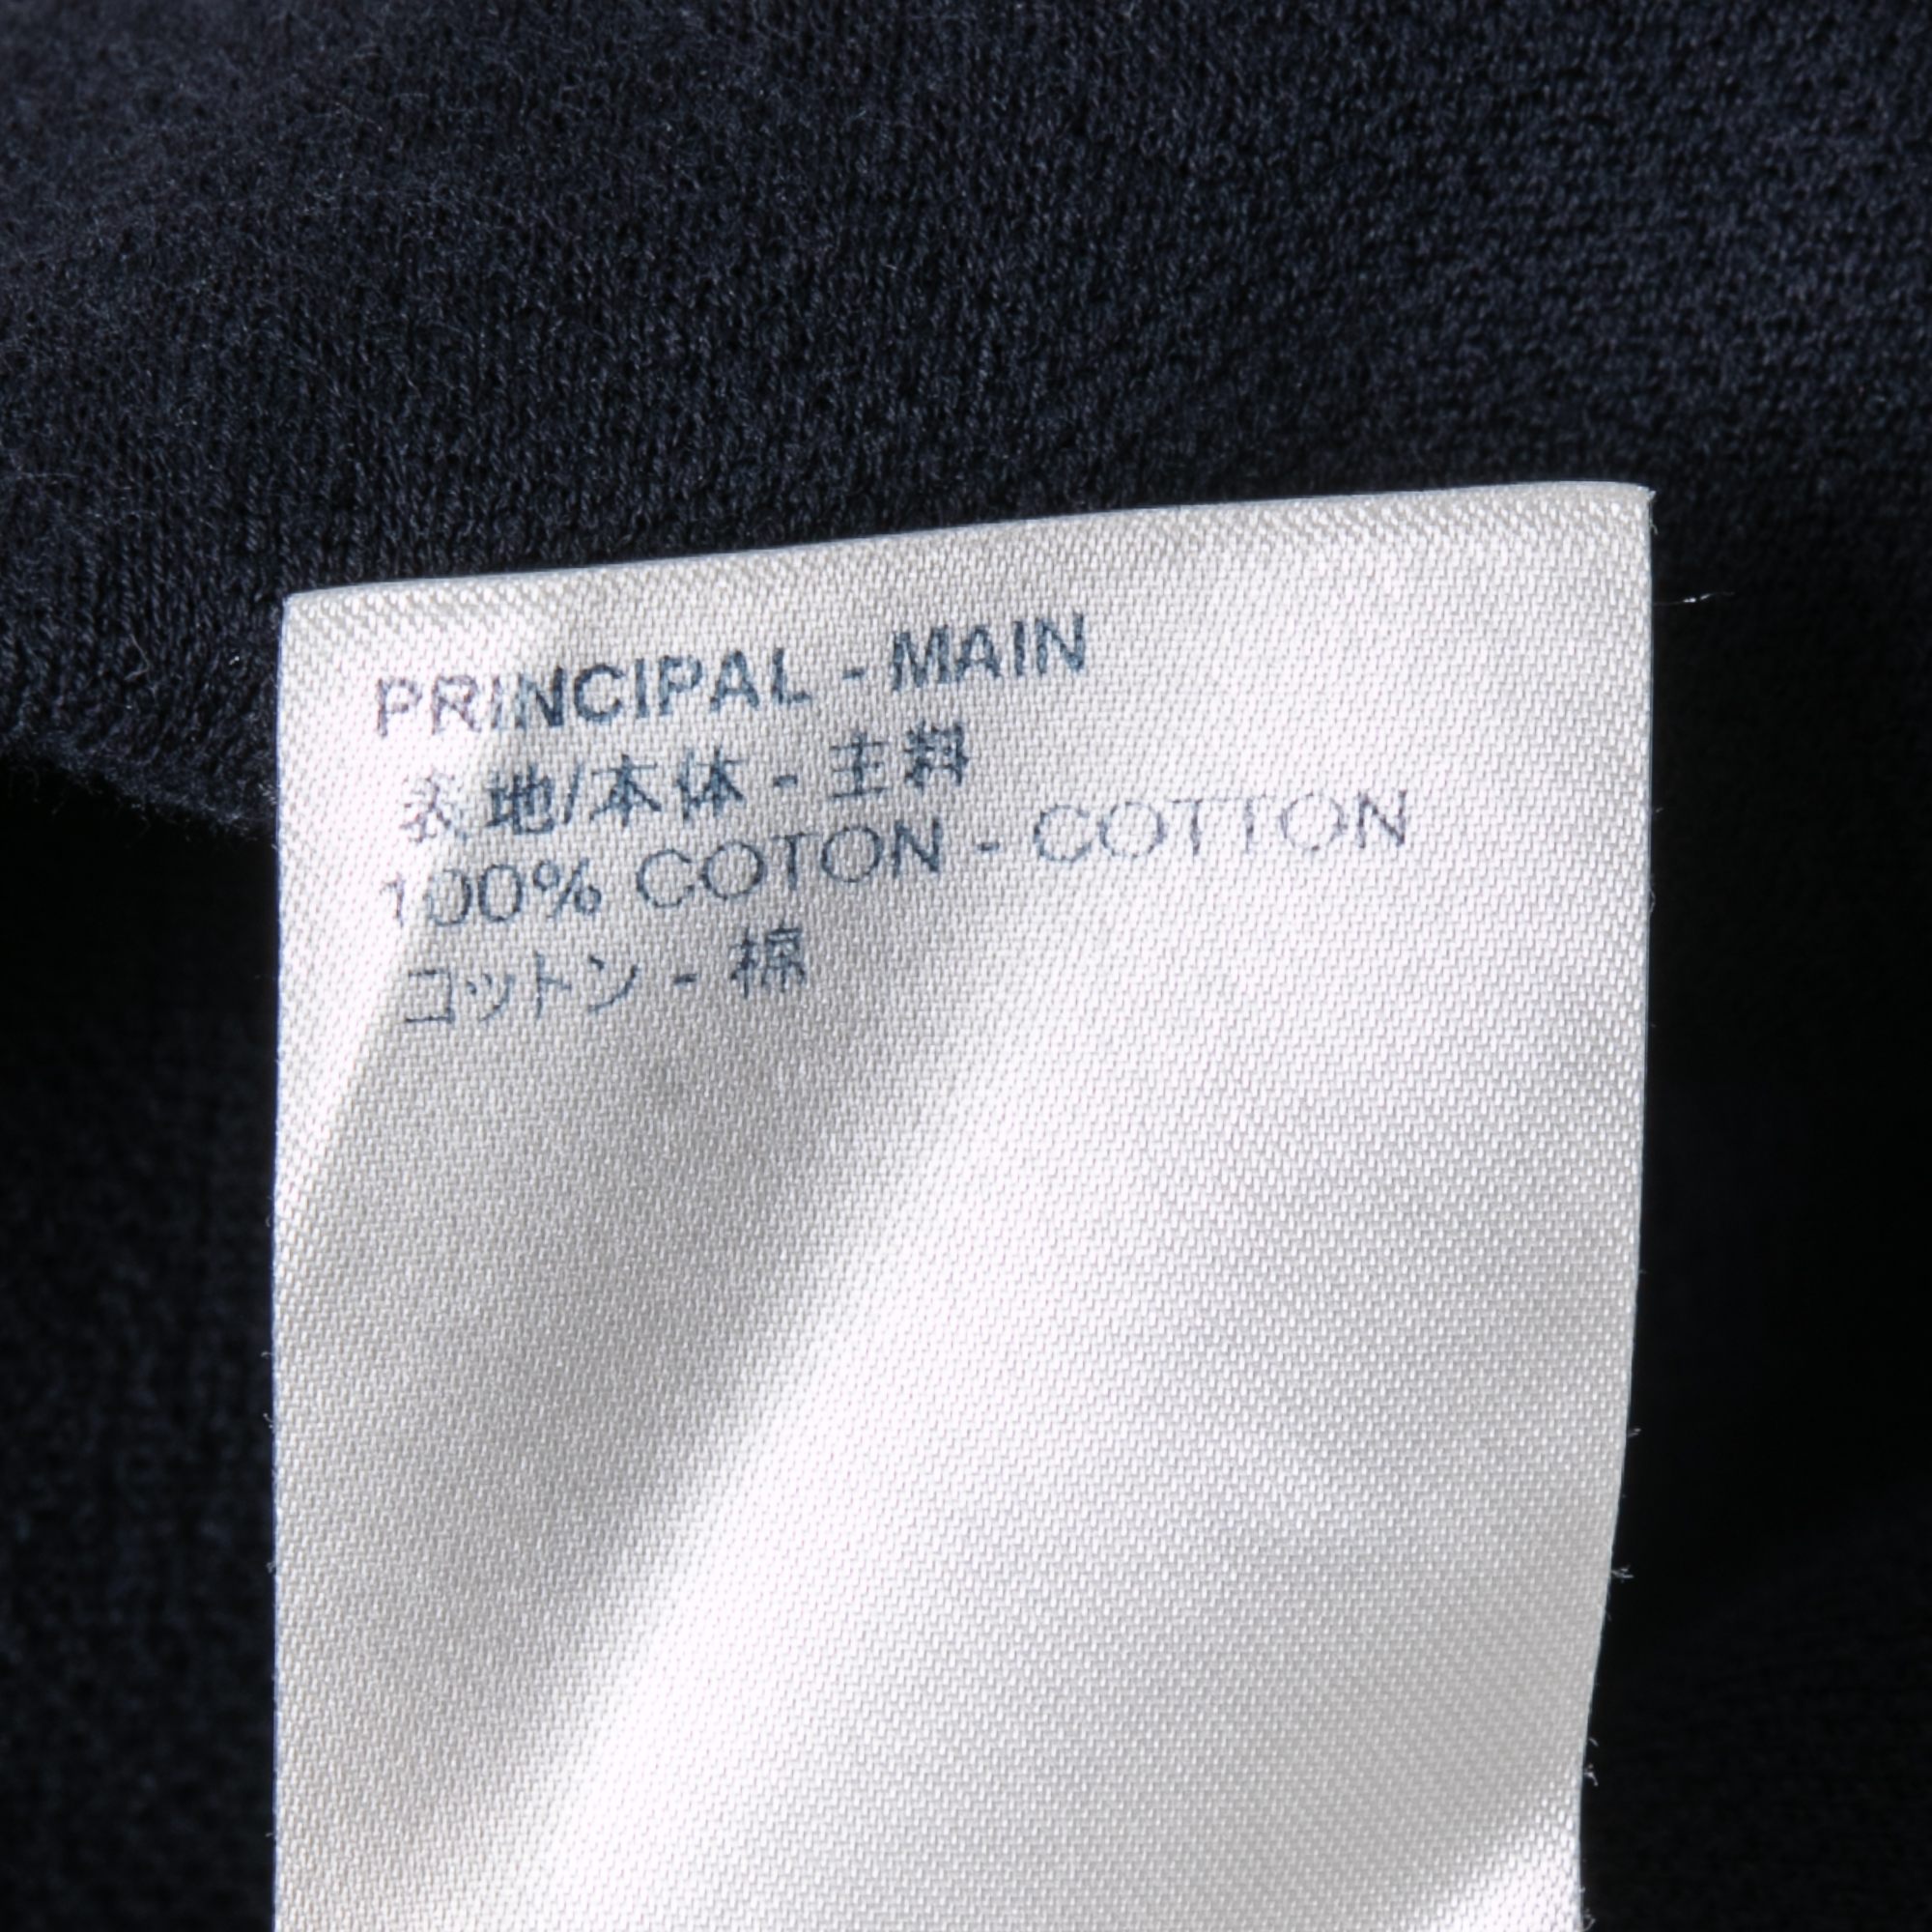 PRINCIPAL - MAIN
表地/本体 - 主料
100% COTON - COTTON
コットン - 棉